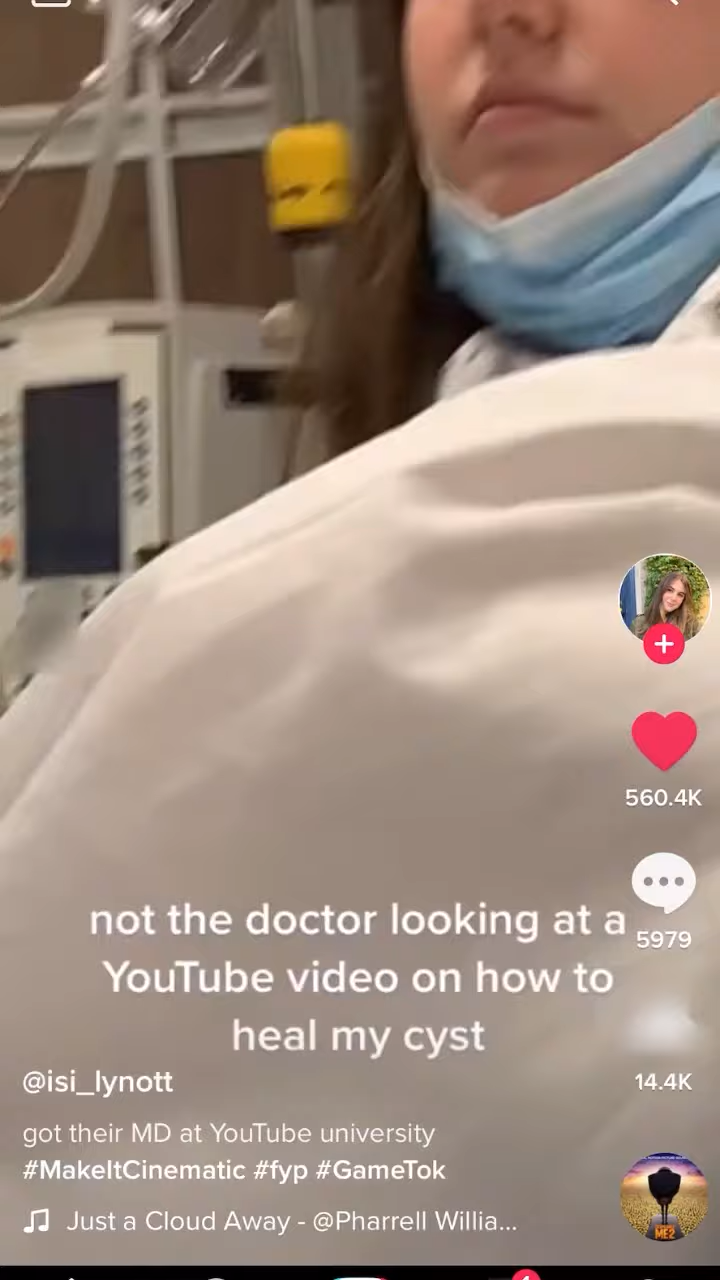 not the doctor looking at a
YouTube video on how to
heal my cyst
560.4K
5979
14.4K
@isi_lynott
got their MD at YouTube university
#MakeItCinematic #fyp #GameTok
Just a Cloud Away - @Pharrell Willia...
ME2